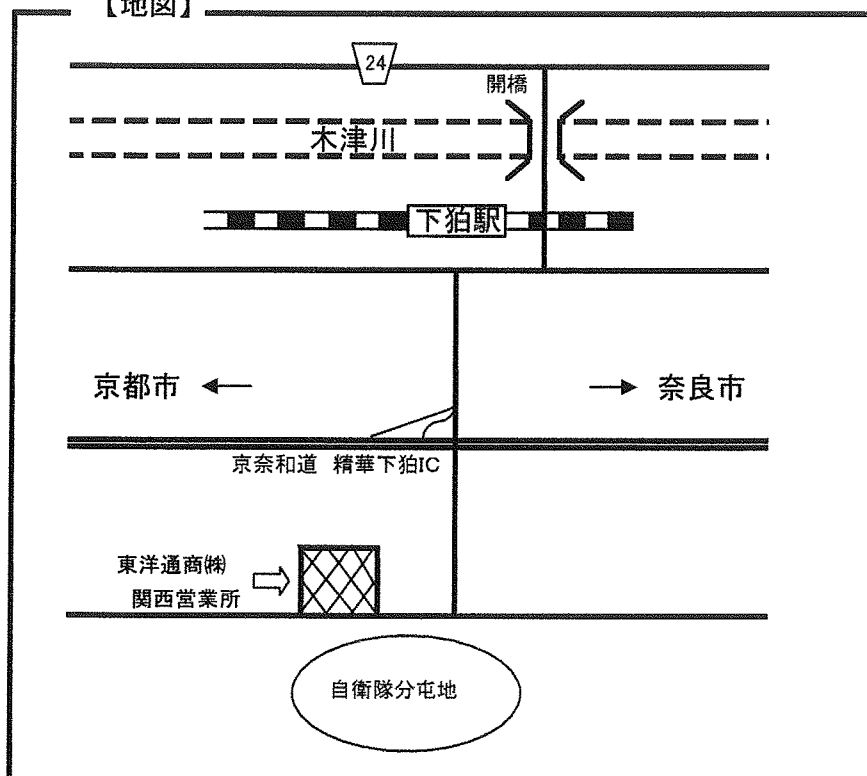 【地図】
24
開橋
木津川
下狛駅
京都市 ←
→ 奈良市
京奈和道 精華下狛IC
東洋通商㈱
関西営業所
自衛隊分屯地